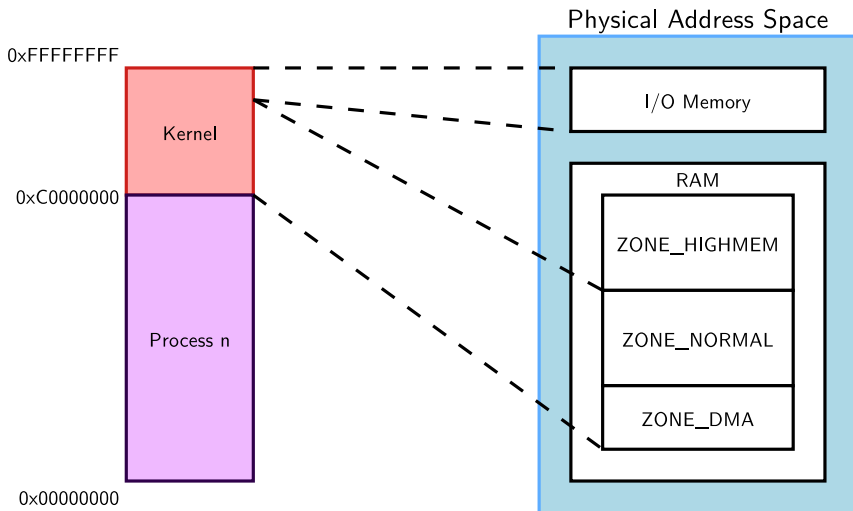 Physical Address Space
0xFFFFFFFF
I/O Memory
Kernel
RAM
0xC0000000
ZONE_HIGHMEM
Process n
ZONE_NORMAL
ZONE_DMA
0x00000000